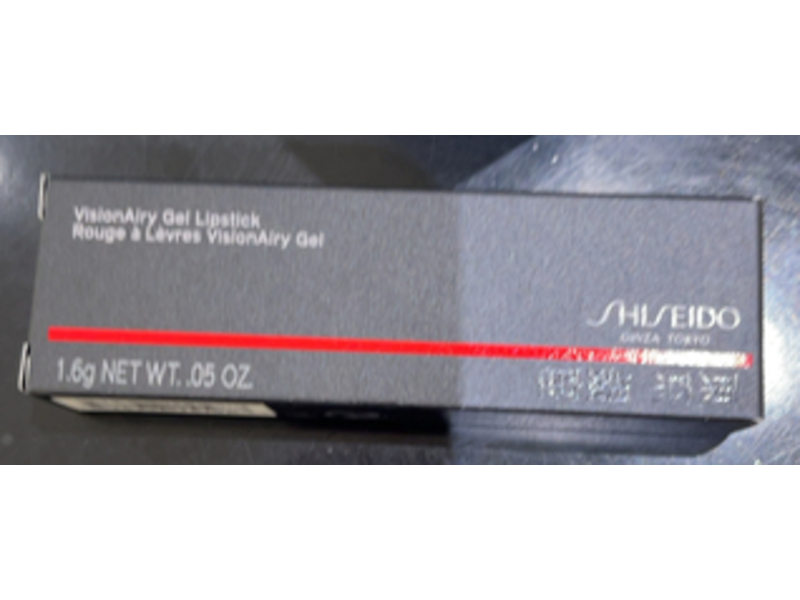 VisionAiry Gel Lipstick
Rouge à Lèvres VisionAiry Gel
SHISEIDO
GINZA TOKYO
1.6g NET WT. .05 OZ.